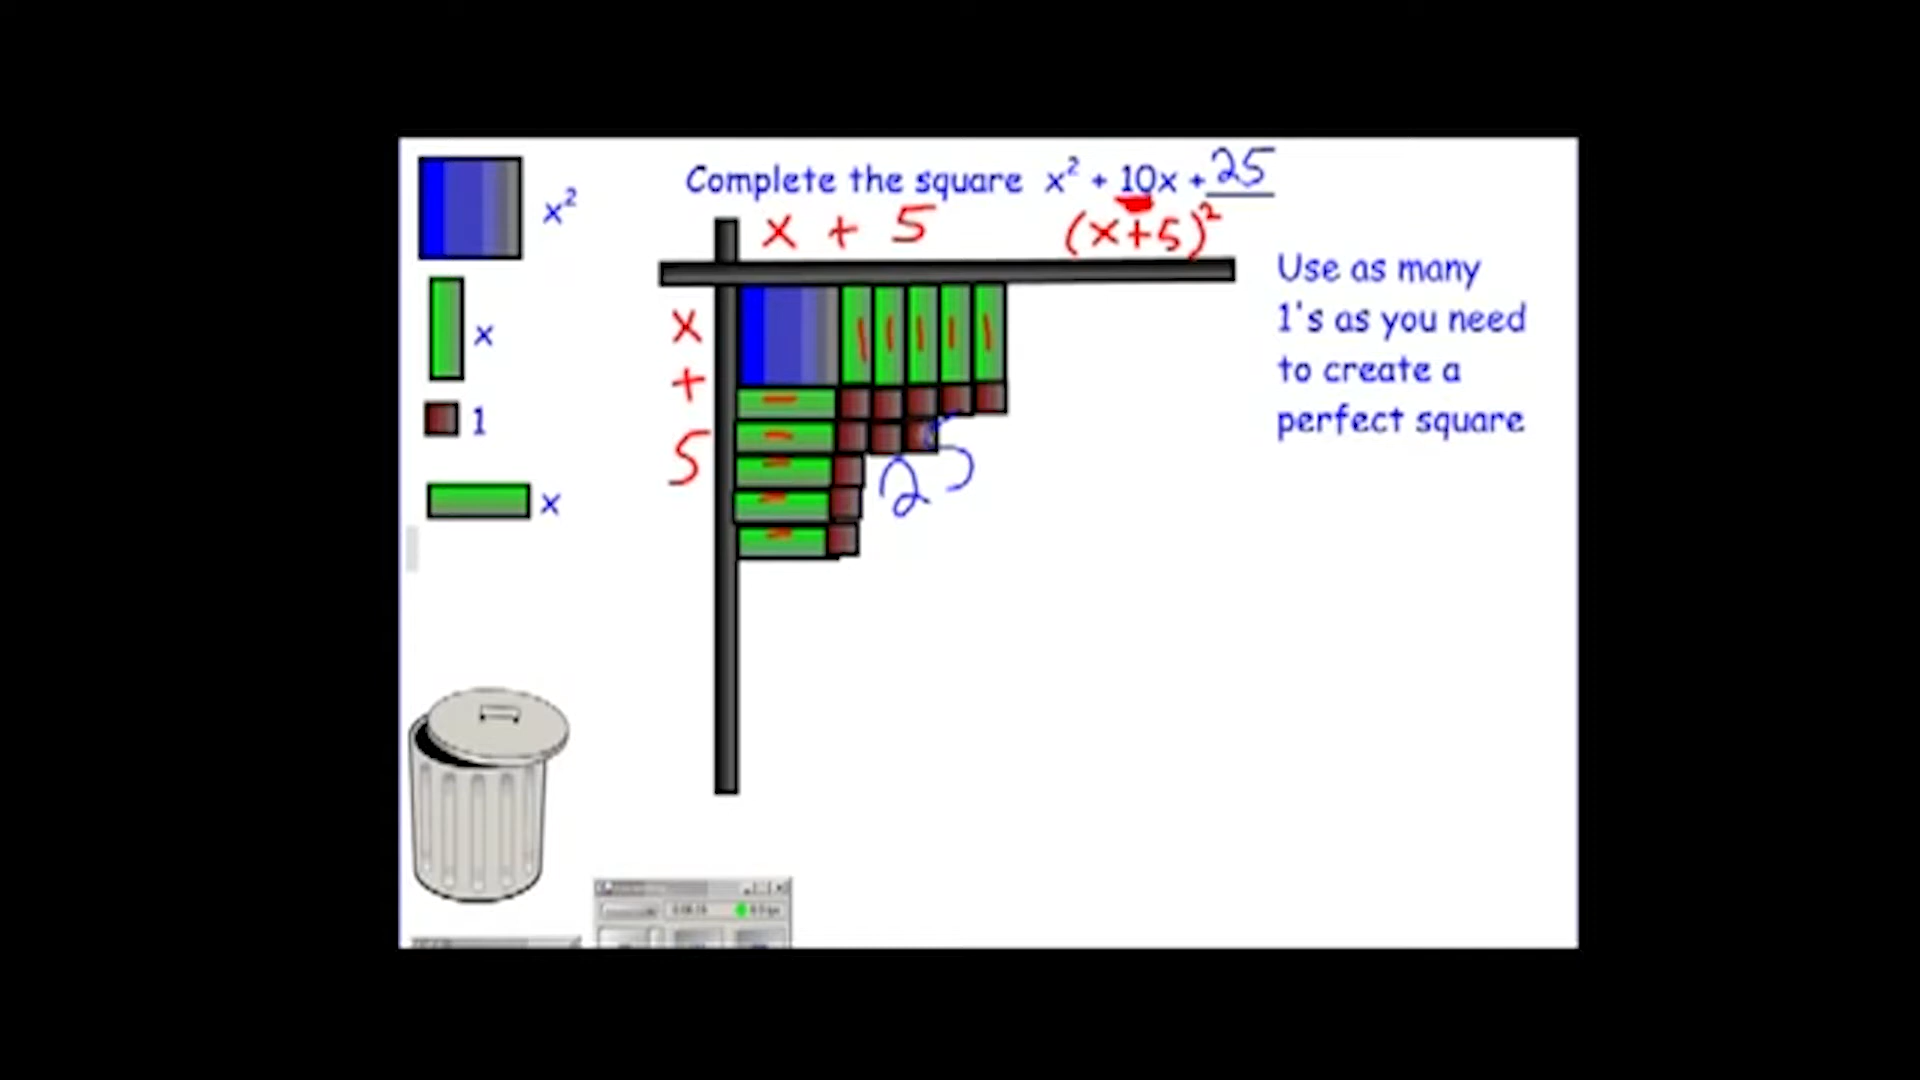 Complete the square x² + 10x + 25
x²
x + 5
(x+5)²
Use as many
1's as you need
to create a
perfect square
x
x
+
5
1
25
x